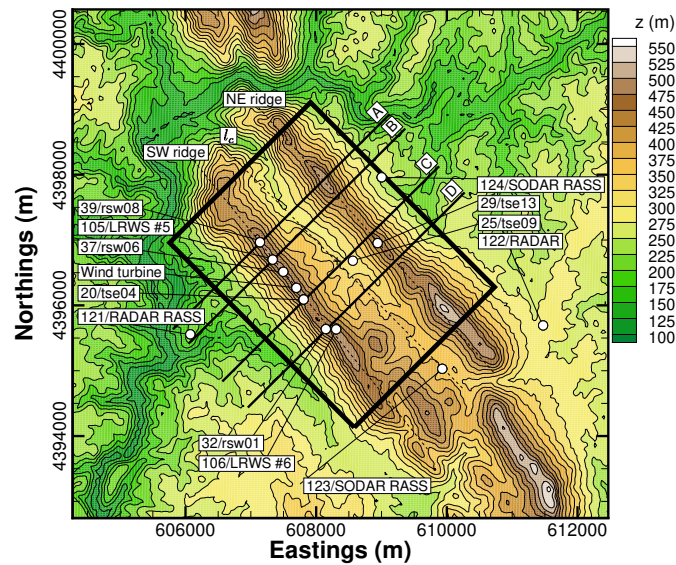 z (m)
550
525
500
475
450
425
400
375
350
325
300
275
250
225
200
175
150
125
100
4400000
4398000
4396000
4394000
Northings (m)
606000
608000
610000
612000
Eastings (m)
NE ridge
l_c
SW ridge
A
B
C
D
39/rsw08
105/LRWS #5
37/rsw06
Wind turbine
20/tse04
121/RADAR RASS
124/SODAR RASS
29/tse13
25/tse09
122/RADAR
32/rsw01
106/LRWS #6
123/SODAR RASS